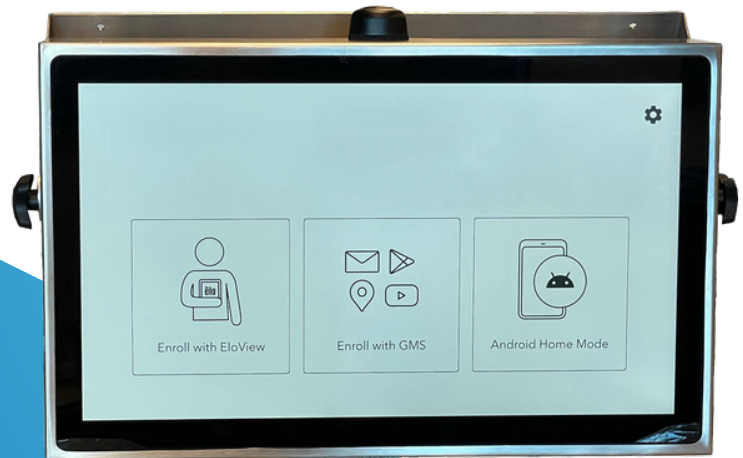 elo
Enroll with EloView
Enroll with GMS
Android Home Mode